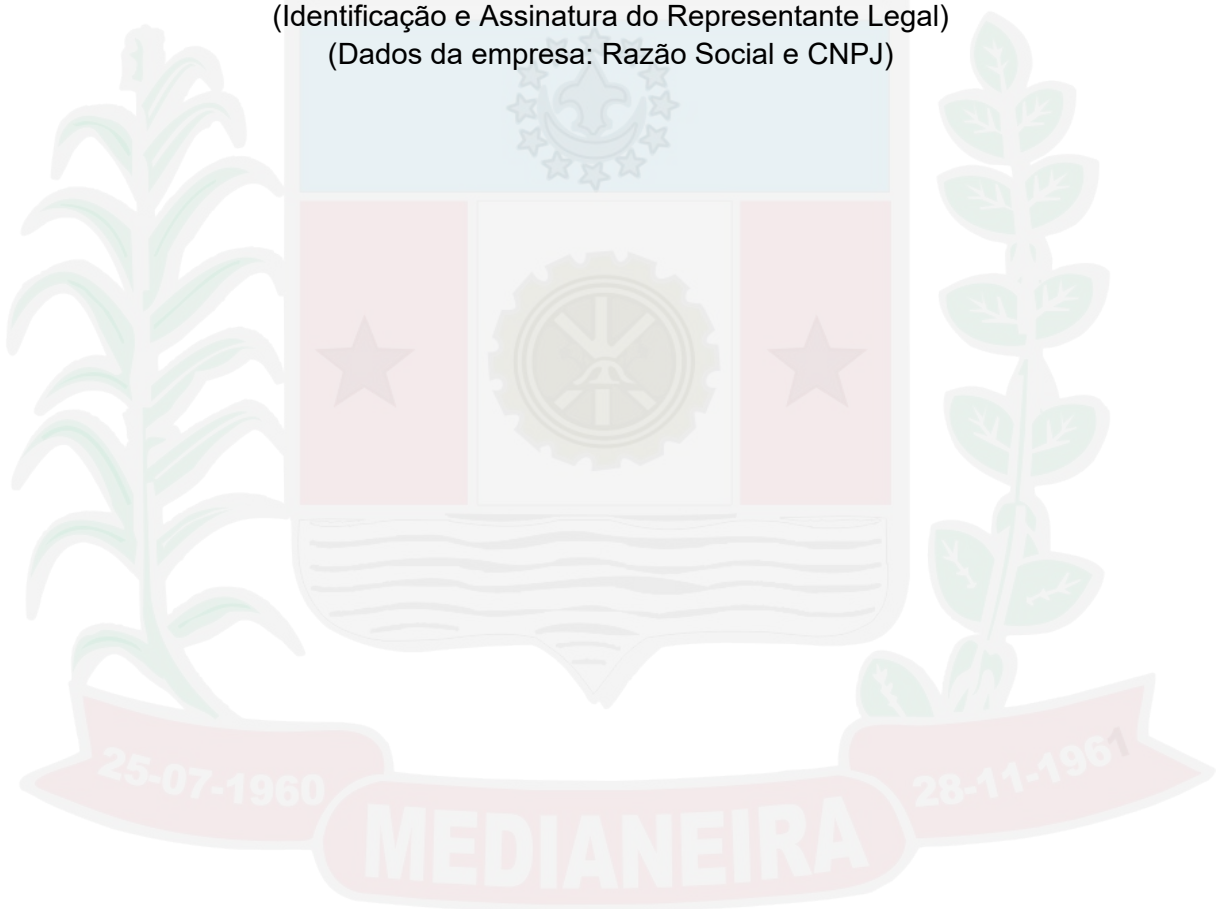 (Identificação e Assinatura do Representante Legal)
(Dados da empresa: Razão Social e CNPJ)
25-07-1960
28-11-1961
MEDIANEIRA